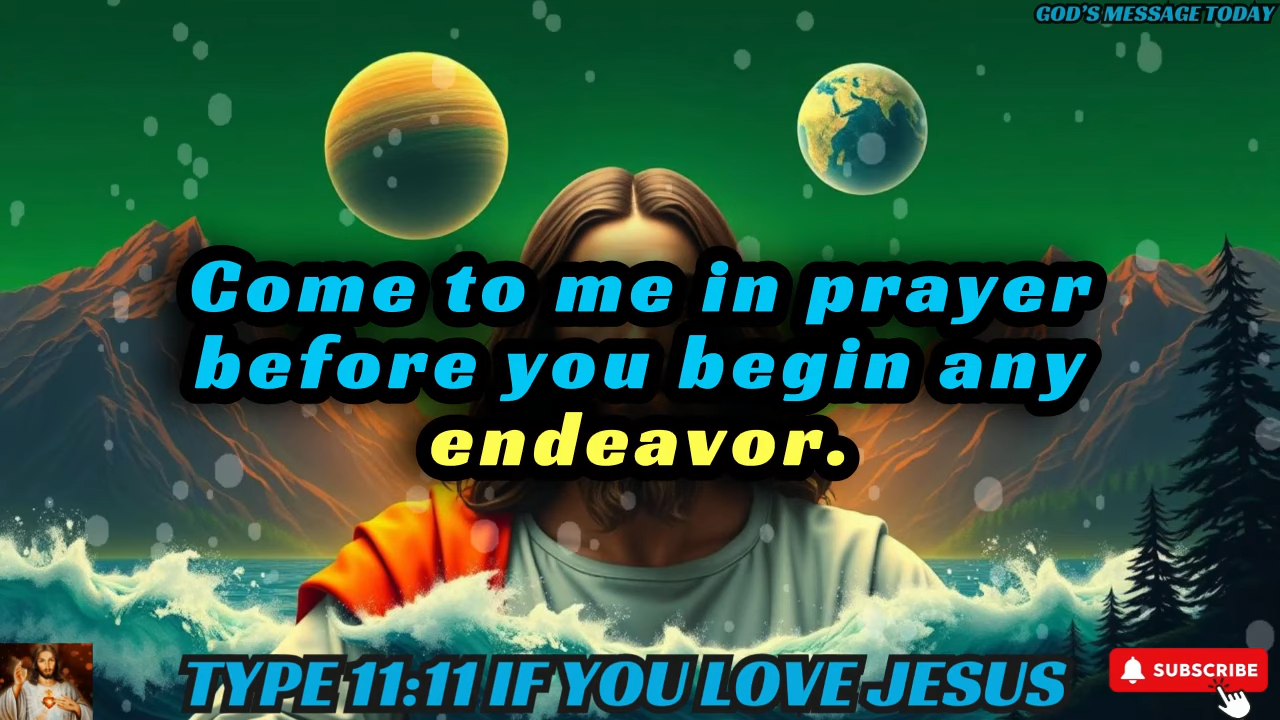 GOD'S MESSAGE TODAY
Come to me in prayer
before you begin any
endeavor.
TYPE 11:11 IF YOU LOVE JESUS
SUBSCRIBE